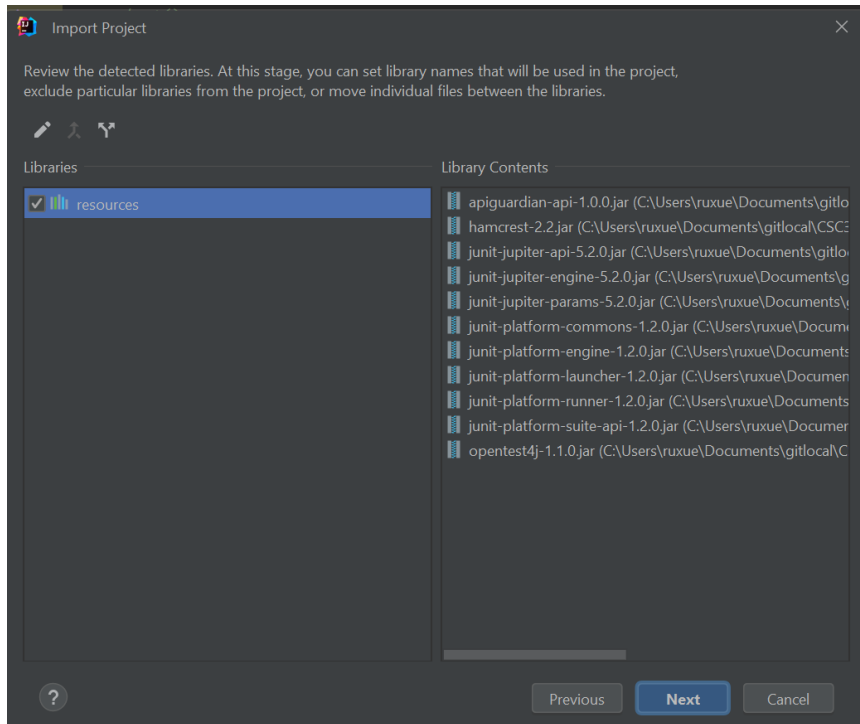 Import Project
Review the detected libraries. At this stage, you can set library names that will be used in the project,
exclude particular libraries from the project, or move individual files between the libraries.
Libraries
Library Contents
resources
apiguardian-api-1.0.0.jar (C:\Users\ruxue\Documents\gitlo
hamcrest-2.2.jar (C:\Users\ruxue\Documents\gitlocal\CSC
junit-jupiter-api-5.2.0.jar (C:\Users\ruxue\Documents\gitlo
junit-jupiter-engine-5.2.0.jar (C:\Users\ruxue\Documents\g
junit-jupiter-params-5.2.0.jar (C:\Users\ruxue\Documents\
junit-platform-commons-1.2.0.jar (C:\Users\ruxue\Docum
junit-platform-engine-1.2.0.jar (C:\Users\ruxue\Documents
junit-platform-launcher-1.2.0.jar (C:\Users\ruxue\Documen
junit-platform-runner-1.2.0.jar (C:\Users\ruxue\Documents
junit-platform-suite-api-1.2.0.jar (C:\Users\ruxue\Documen
opentest4j-1.1.0.jar (C:\Users\ruxue\Documents\gitlocal\C
?
Previous
Next
Cancel